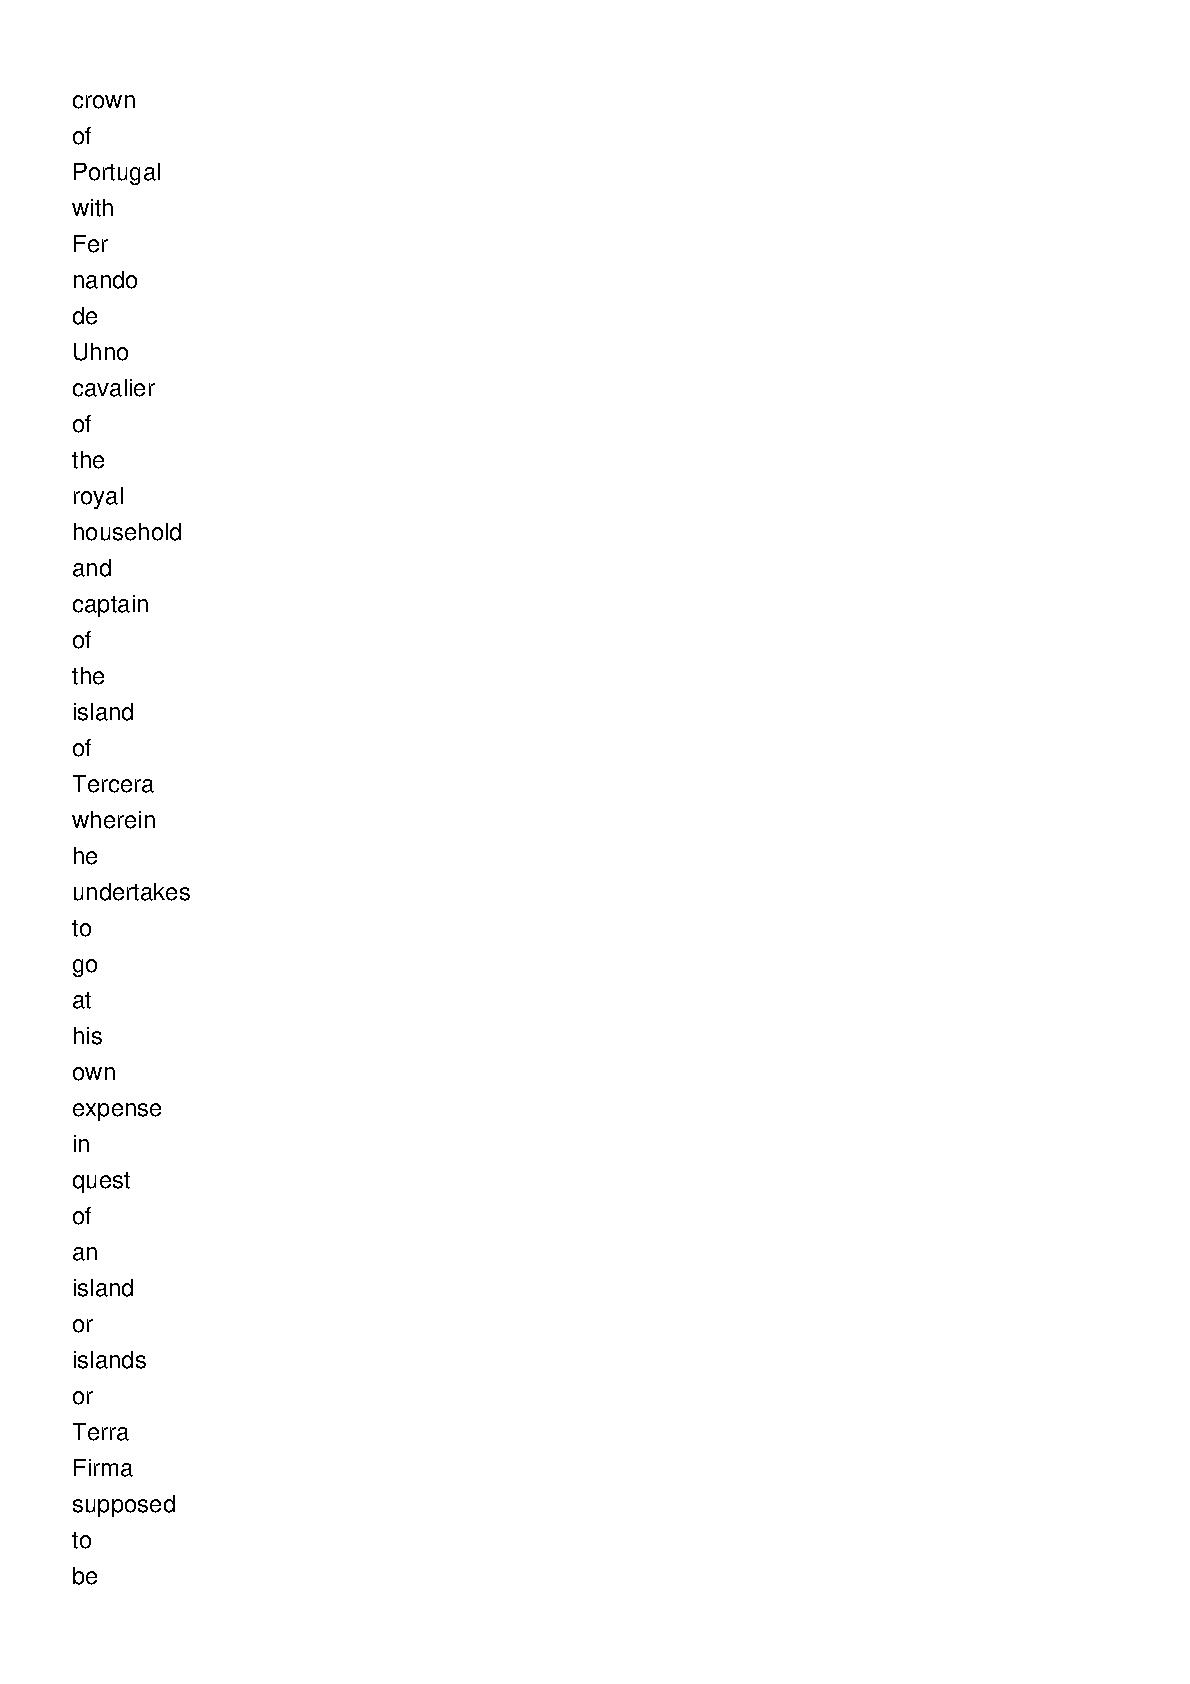 crown
of
Portugal
with
Fer
nando
de
Uhno
cavalier
of
the
royal
household
and
captain
of
the
island
of
Tercera
wherein
he
undertakes
to
go
at
his
own
expense
in
quest
of
an
island
or
islands
or
Terra
Firma
supposed
to
be